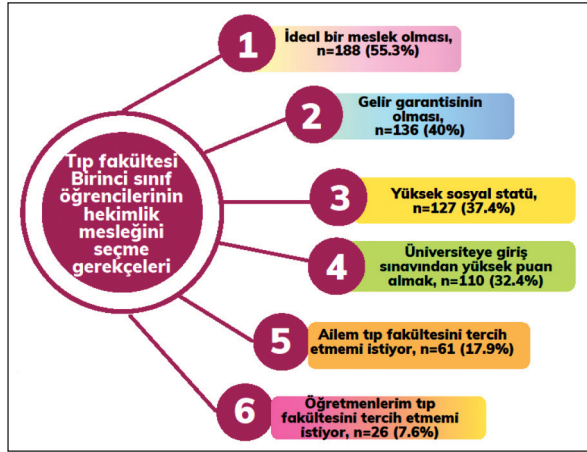 Tıp fakültesi
Birinci sınıf
öğrencilerinin
hekimlik
mesleğini
seçme
gerekçeleri
1
İdeal bir meslek olması,
n=188 (55.3%)
2
Gelir garantisinin
olması,
n=136 (40%)
3
Yüksek sosyal statü,
n=127 (37.4%)
4
Üniversiteye giriş
sınavından yüksek puan
almak, n=110 (32.4%)
5
Ailem tıp fakültesini tercih
etmemi istiyor, n=61 (17.9%)
6
Öğretmenlerim tıp
fakültesini tercih etmemi
istiyor, n=26 (7.6%)